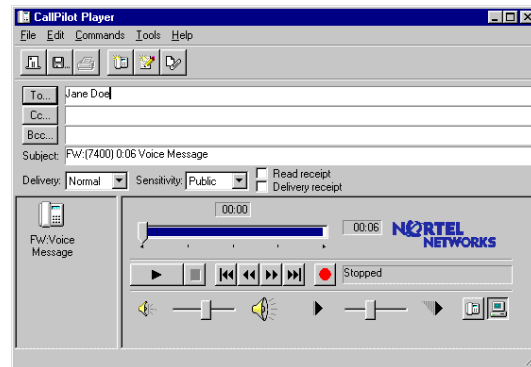 CallPilot Player
File Edit Commands Tools Help
To... Jane Doe
Cc...
Bcc...
Subject: FW:(7400) 0:06 Voice Message
Delivery: Normal Sensitivity: Public Read receipt
Delivery receipt
FW:Voice
Message
00:00
00:06
NORTEL
NETWORKS
Stopped